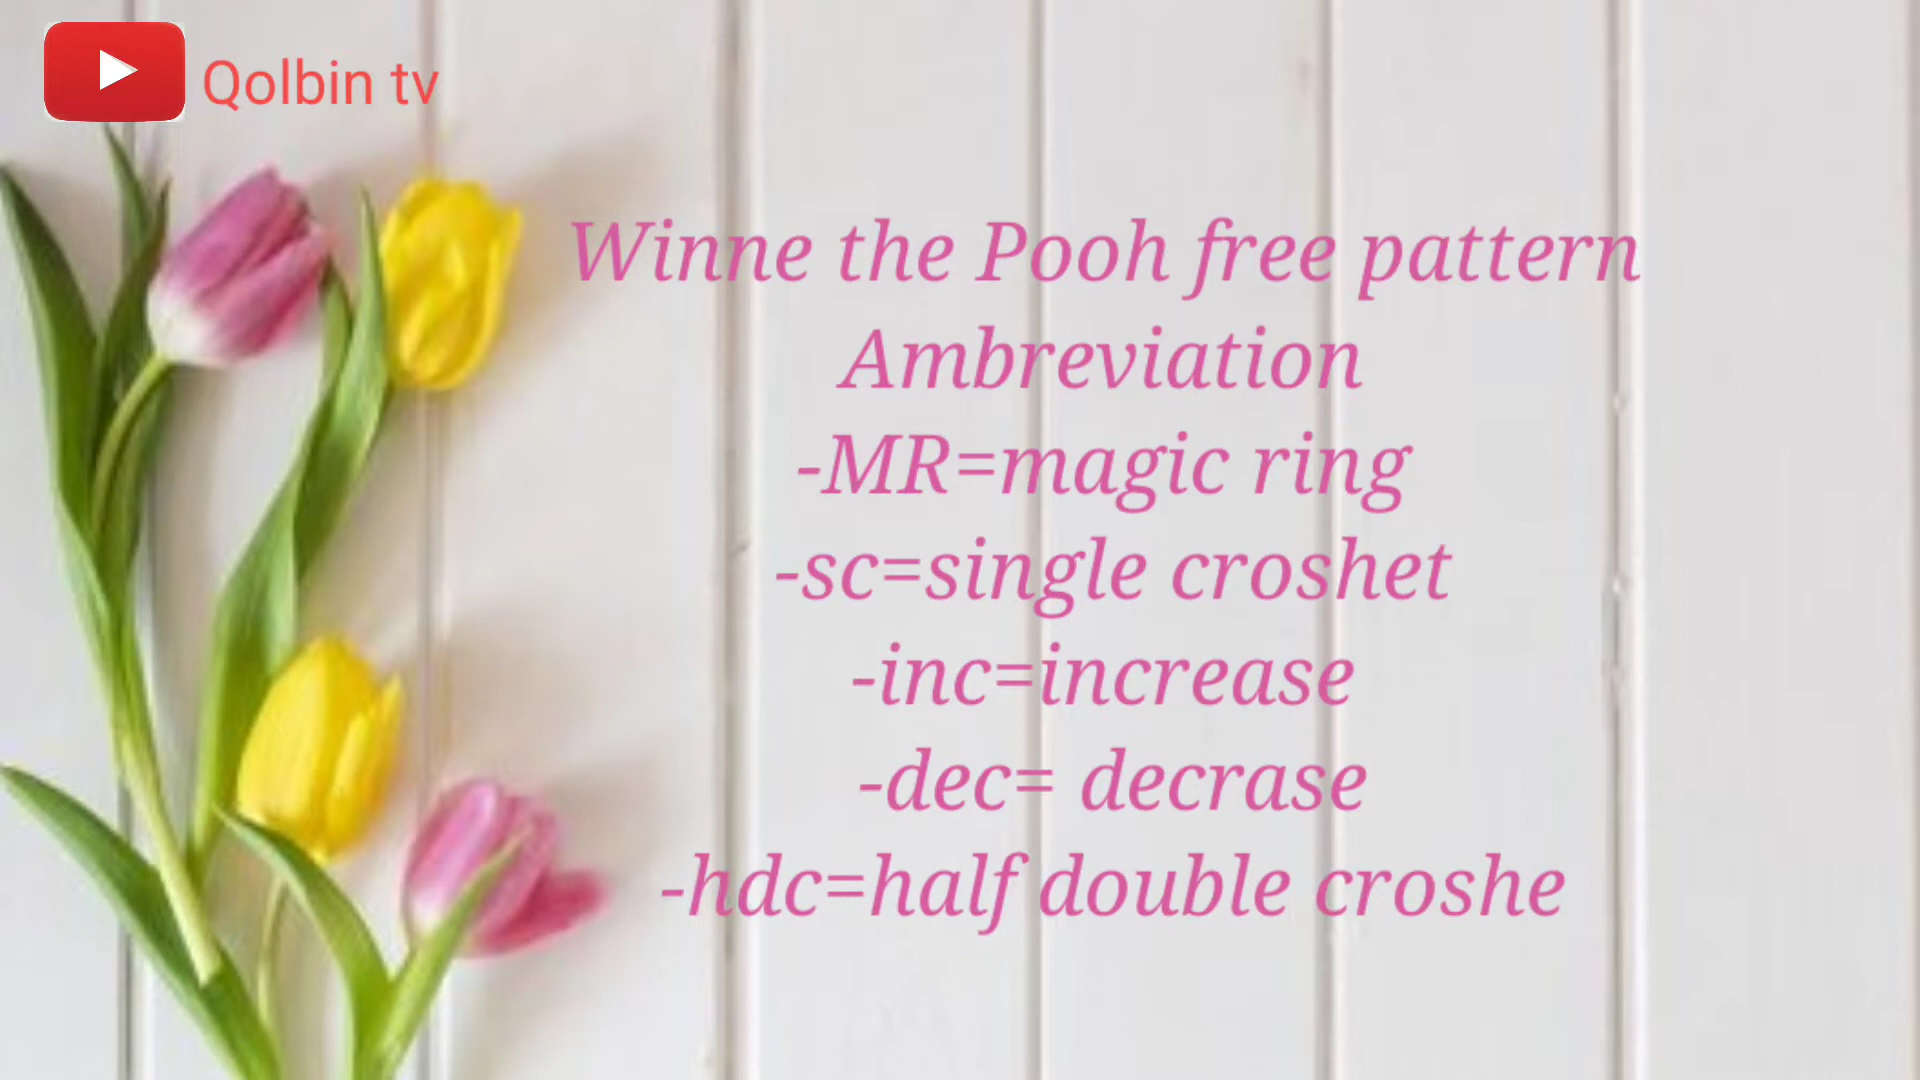 Qolbin tv
Winne the Pooh free pattern
Ambreviation
-MR=magic ring
-sc=single croshet
-inc=increase
-dec= decrase
-hdc=half double croshe